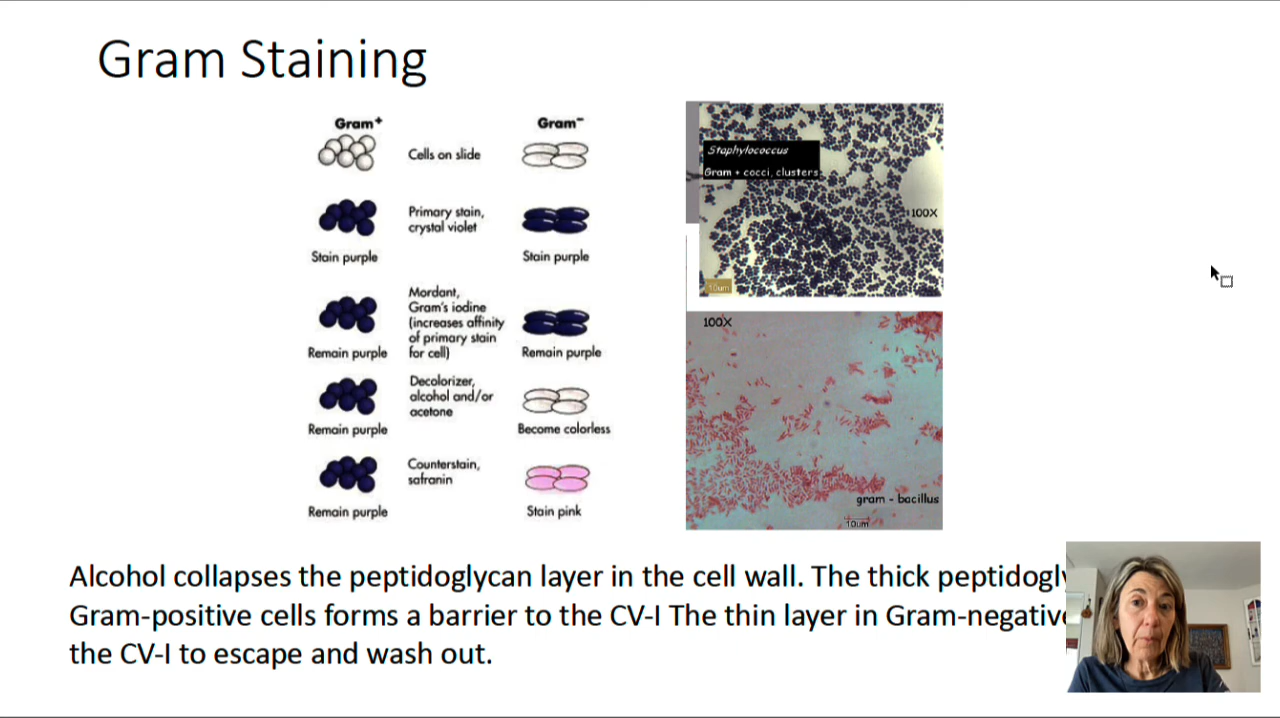 Gram Staining
Gram+
Gram−
Cells on slide
Primary stain,
crystal violet
Stain purple
Stain purple
Mordant,
Gram's iodine
(increases affinity
of primary stain
for cell)
Remain purple
Remain purple
Decolorizer,
alcohol and/or
acetone
Remain purple
Become colorless
Counterstain,
safranin
Remain purple
Stain pink
Staphylococcus
Gram + cocci, clusters
100X
10um
100X
gram - bacillus
10um
Alcohol collapses the peptidoglycan layer in the cell wall. The thick
Gram-positive cells forms a barrier to the CV-I The thin layer in
the CV-I to escape and wash out.